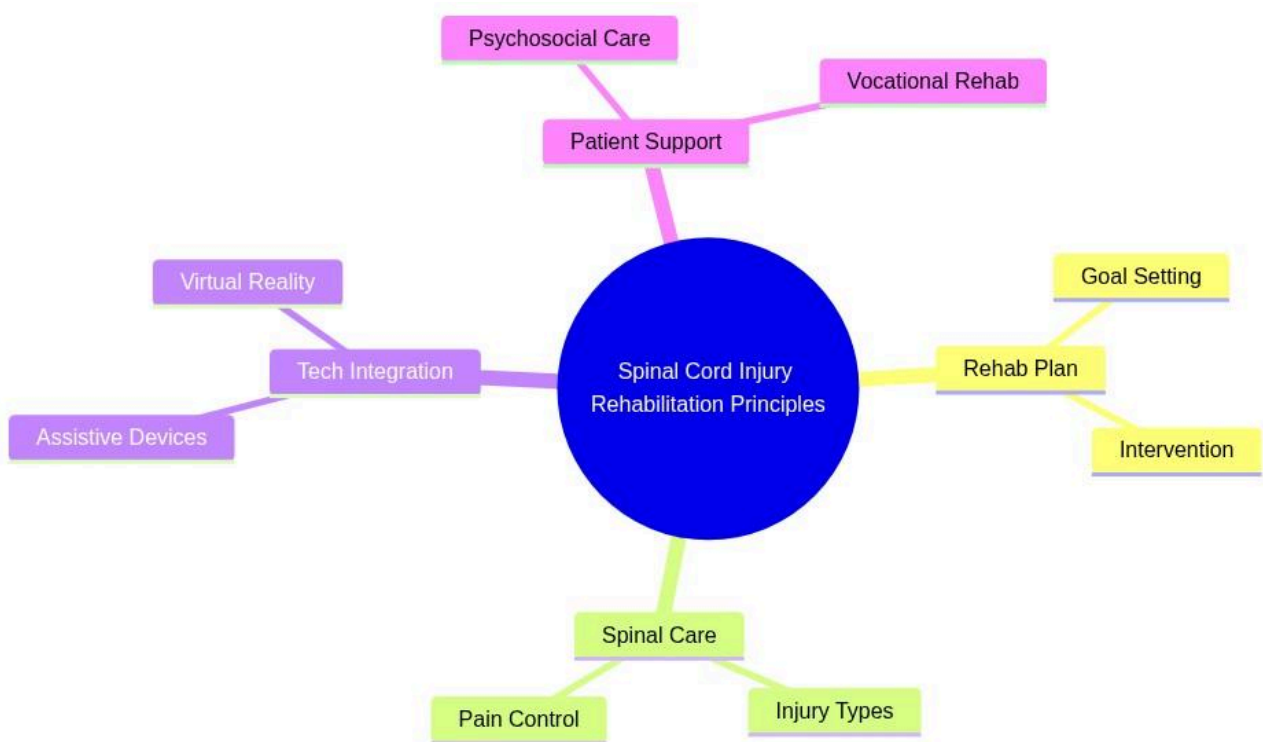 Psychosocial Care
Vocational Rehab
Patient Support
Virtual Reality
Goal Setting
Tech Integration
Spinal Cord Injury
Rehabilitation Principles
Rehab Plan
Assistive Devices
Intervention
Spinal Care
Pain Control
Injury Types